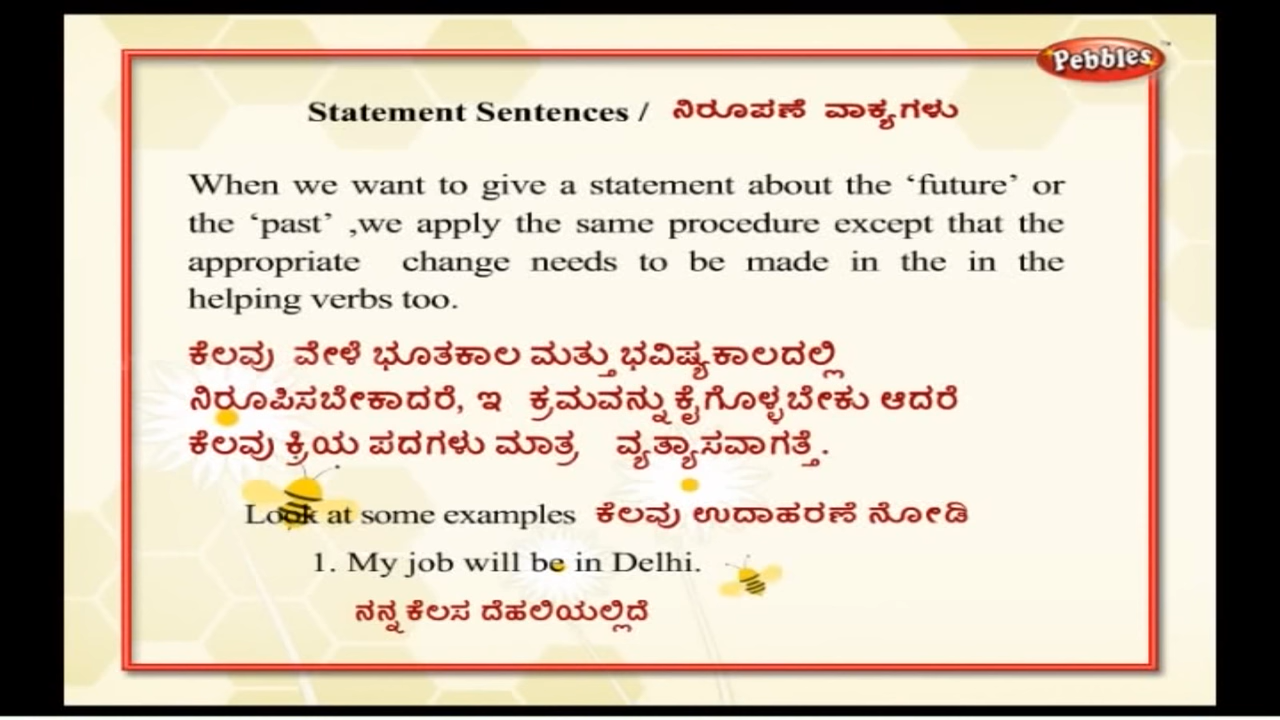 Pebbles™
Statement Sentences / ನಿರೂಪಣೆ ವಾಕ್ಯಗಳು
When we want to give a statement about the ‘future’ or
the ‘past’ ,we apply the same procedure except that the
appropriate change needs to be made in the in the
helping verbs too.
ಕೆಲವು ವೇಳೆ ಭೂತಕಾಲ ಮತ್ತು ಭವಿಷ್ಯಕಾಲದಲ್ಲಿ
ನಿರೂಪಿಸಬೇಕಾದರೆ, ಇ ಕ್ರಮವನ್ನು ಕೈಗೊಳ್ಳಬೇಕು ಆದರೆ
ಕೆಲವು ಕ್ರಿಯ ಪದಗಳು ಮಾತ್ರ ವ್ಯತ್ಯಾಸವಾಗತ್ತೆ.
Look at some examples ಕೆಲವು ಉದಾಹರಣೆ ನೋಡಿ
1. My job will be in Delhi.
ನನ್ನ ಕೆಲಸ ದೆಹಲಿಯಲ್ಲಿದೆ